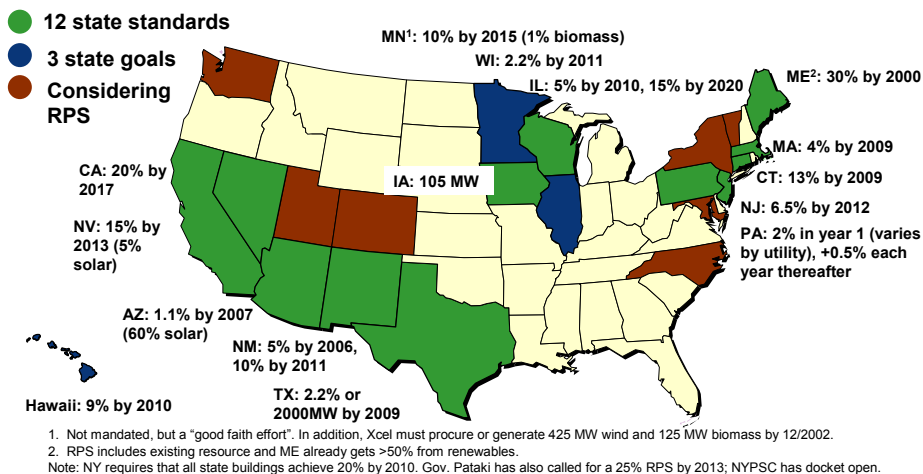 12 state standards
3 state goals
Considering
RPS
MN¹: 10% by 2015 (1% biomass)
WI: 2.2% by 2011
IL: 5% by 2010, 15% by 2020
ME²: 30% by 2000
MA: 4% by 2009
CT: 13% by 2009
NJ: 6.5% by 2012
PA: 2% in year 1 (varies
by utility), +0.5% each
year thereafter
IA: 105 MW
CA: 20% by
2017
NV: 15% by
2013 (5%
solar)
AZ: 1.1% by 2007
(60% solar)
NM: 5% by 2006,
10% by 2011
TX: 2.2% or
2000MW by 2009
Hawaii: 9% by 2010
1. Not mandated, but a “good faith effort”. In addition, Xcel must procure or generate 425 MW wind and 125 MW biomass by 12/2002.
2. RPS includes existing resource and ME already gets >50% from renewables.
Note: NY requires that all state buildings achieve 20% by 2010. Gov. Pataki has also called for a 25% RPS by 2013; NYPSC has docket open.